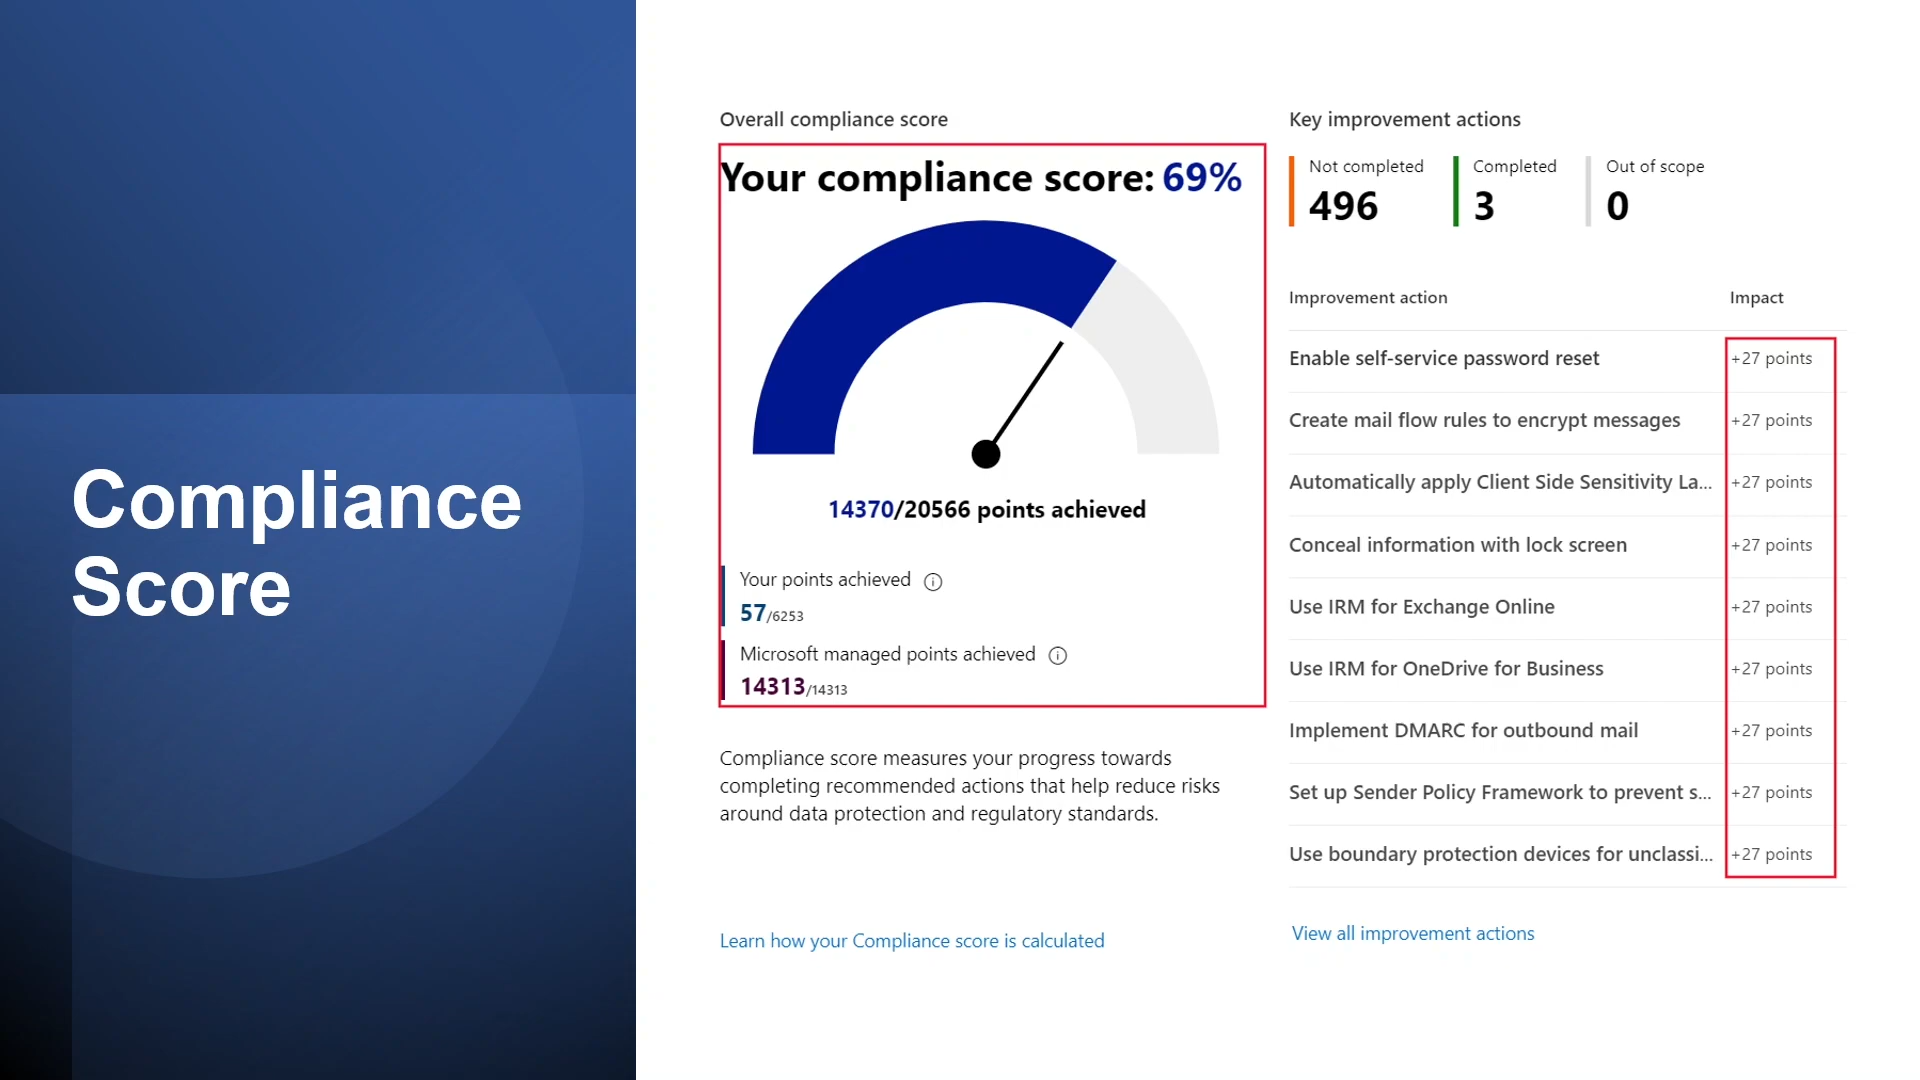 Compliance
Score
Overall compliance score
Your compliance score: 69%
14370/20566 points achieved
Your points achieved
57/6253
Microsoft managed points achieved
14313/14313
Compliance score measures your progress towards
completing recommended actions that help reduce risks
around data protection and regulatory standards.
Learn how your Compliance score is calculated
Key improvement actions
Not completed
496
Completed
3
Out of scope
0
Improvement action Impact
Enable self-service password reset +27 points
Create mail flow rules to encrypt messages +27 points
Automatically apply Client Side Sensitivity La... +27 points
Conceal information with lock screen +27 points
Use IRM for Exchange Online +27 points
Use IRM for OneDrive for Business +27 points
Implement DMARC for outbound mail +27 points
Set up Sender Policy Framework to prevent s... +27 points
Use boundary protection devices for unclassi... +27 points
View all improvement actions